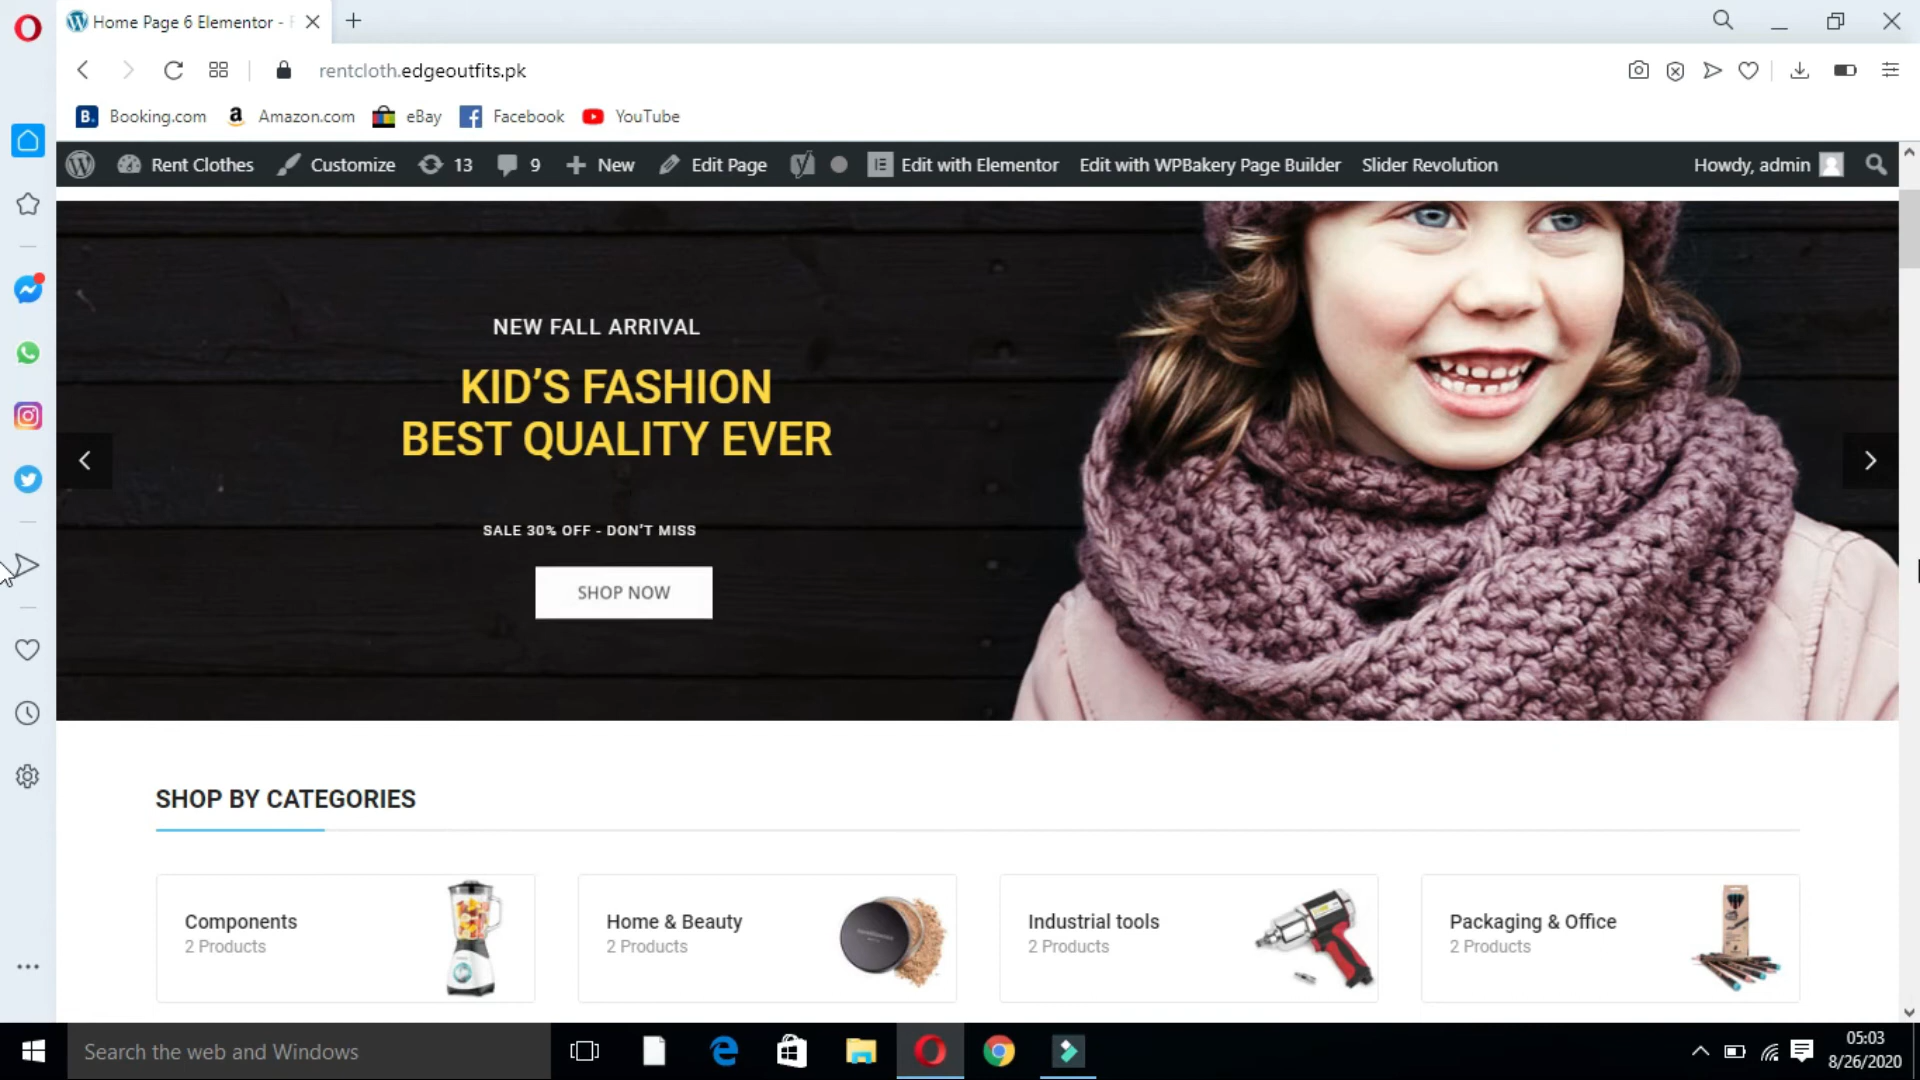 Home Page 6 Elementor -
rentcloth.edgeoutfits.pk
B. Booking.com a Amazon.com eBay Facebook YouTube
Rent Clothes Customize 13 9 New Edit Page Edit with Elementor Edit with WPBakery Page Builder Slider Revolution Howdy, admin
NEW FALL ARRIVAL
KID'S FASHION
BEST QUALITY EVER
SALE 30% OFF - DON'T MISS
SHOP NOW
SHOP BY CATEGORIES
Components
2 Products
Home & Beauty
2 Products
Industrial tools
2 Products
Packaging & Office
2 Products
Search the web and Windows
05:03
8/26/2020